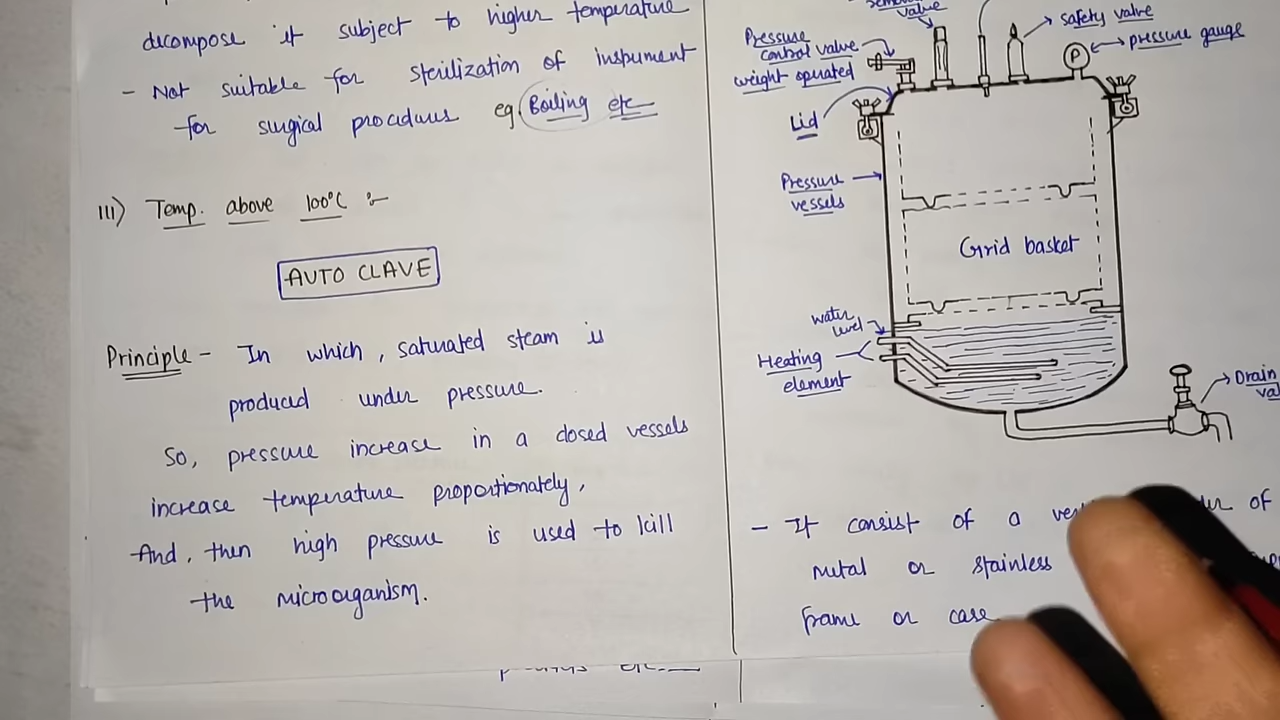 decompose if subject to higher temperature
- Not suitable for sterilization of instrument
for surgical procedures eg. Boiling etc
III) Temp. above 100°C :-
AUTO CLAVE
Principle - In which, saturated steam is
produced under pressure.
So, pressure increase in a closed vessels
increase temperature proportionately,
And, then high pressure is used to kill
the microorganism.
valve
safety valve
pressure gauge
P
Pressure
control valve
weight operated
Lid
Pressure
vessels
Grid basket
water
level
Heating
element
Drain
- It consist of a of
metal or stainless
frame or case